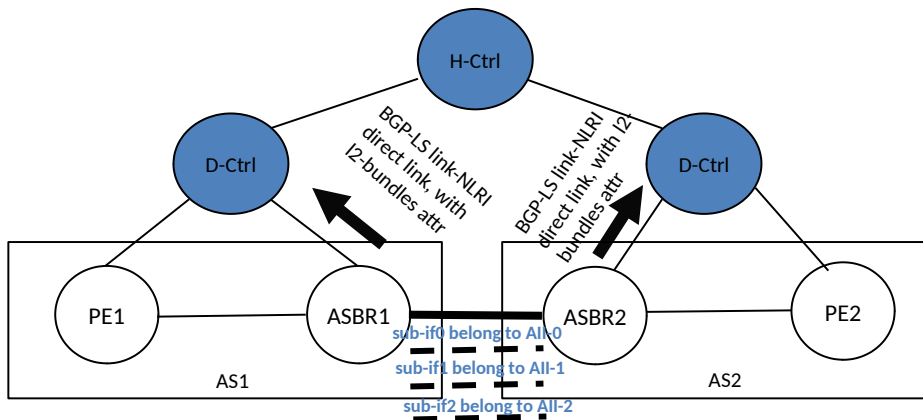 H-Ctrl
D-Ctrl
D-Ctrl
BGP-LS link-NLRI
direct link, with
l2-bundles attr
BGP-LS link-NLRI
direct link, with l2-
bundles attr
PE1
ASBR1
ASBR2
PE2
sub-if0 belong to AII-0
sub-if1 belong to AII-1
sub-if2 belong to AII-2
AS1
AS2